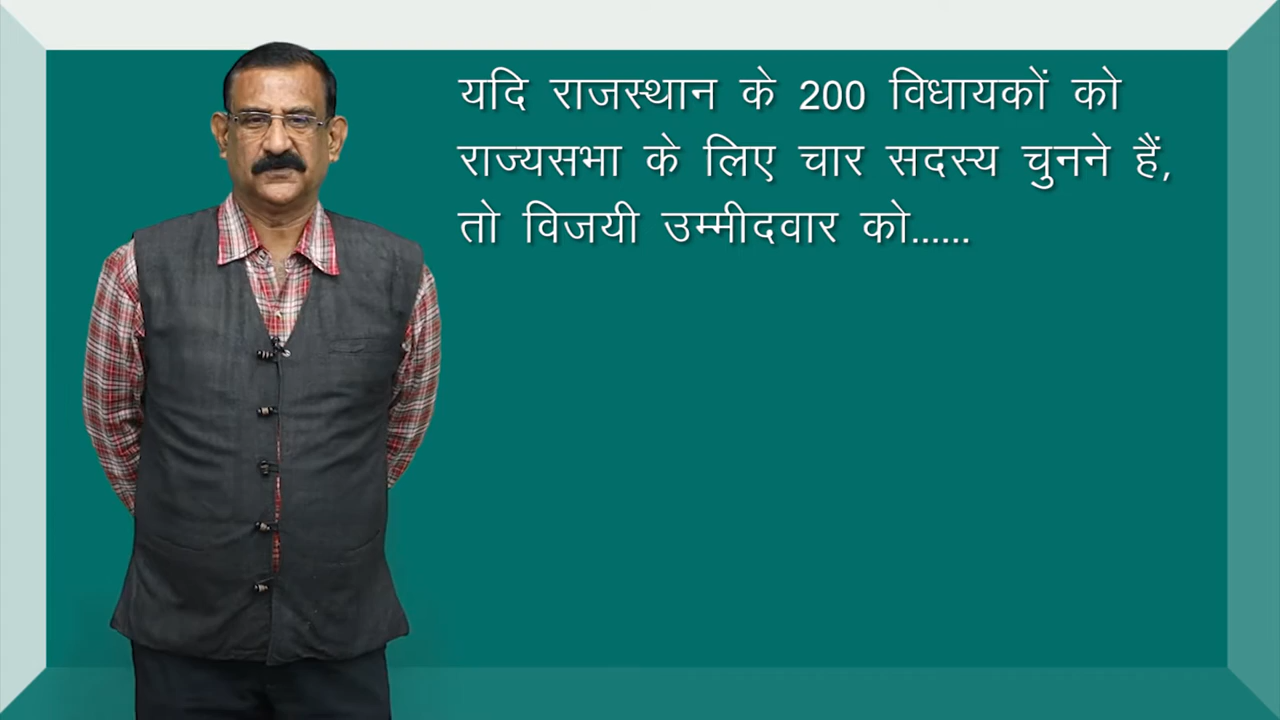 यदि राजस्थान के 200 विधायकों को
राज्यसभा के लिए चार सदस्य चुनने हैं,
तो विजयी उम्मीदवार को......